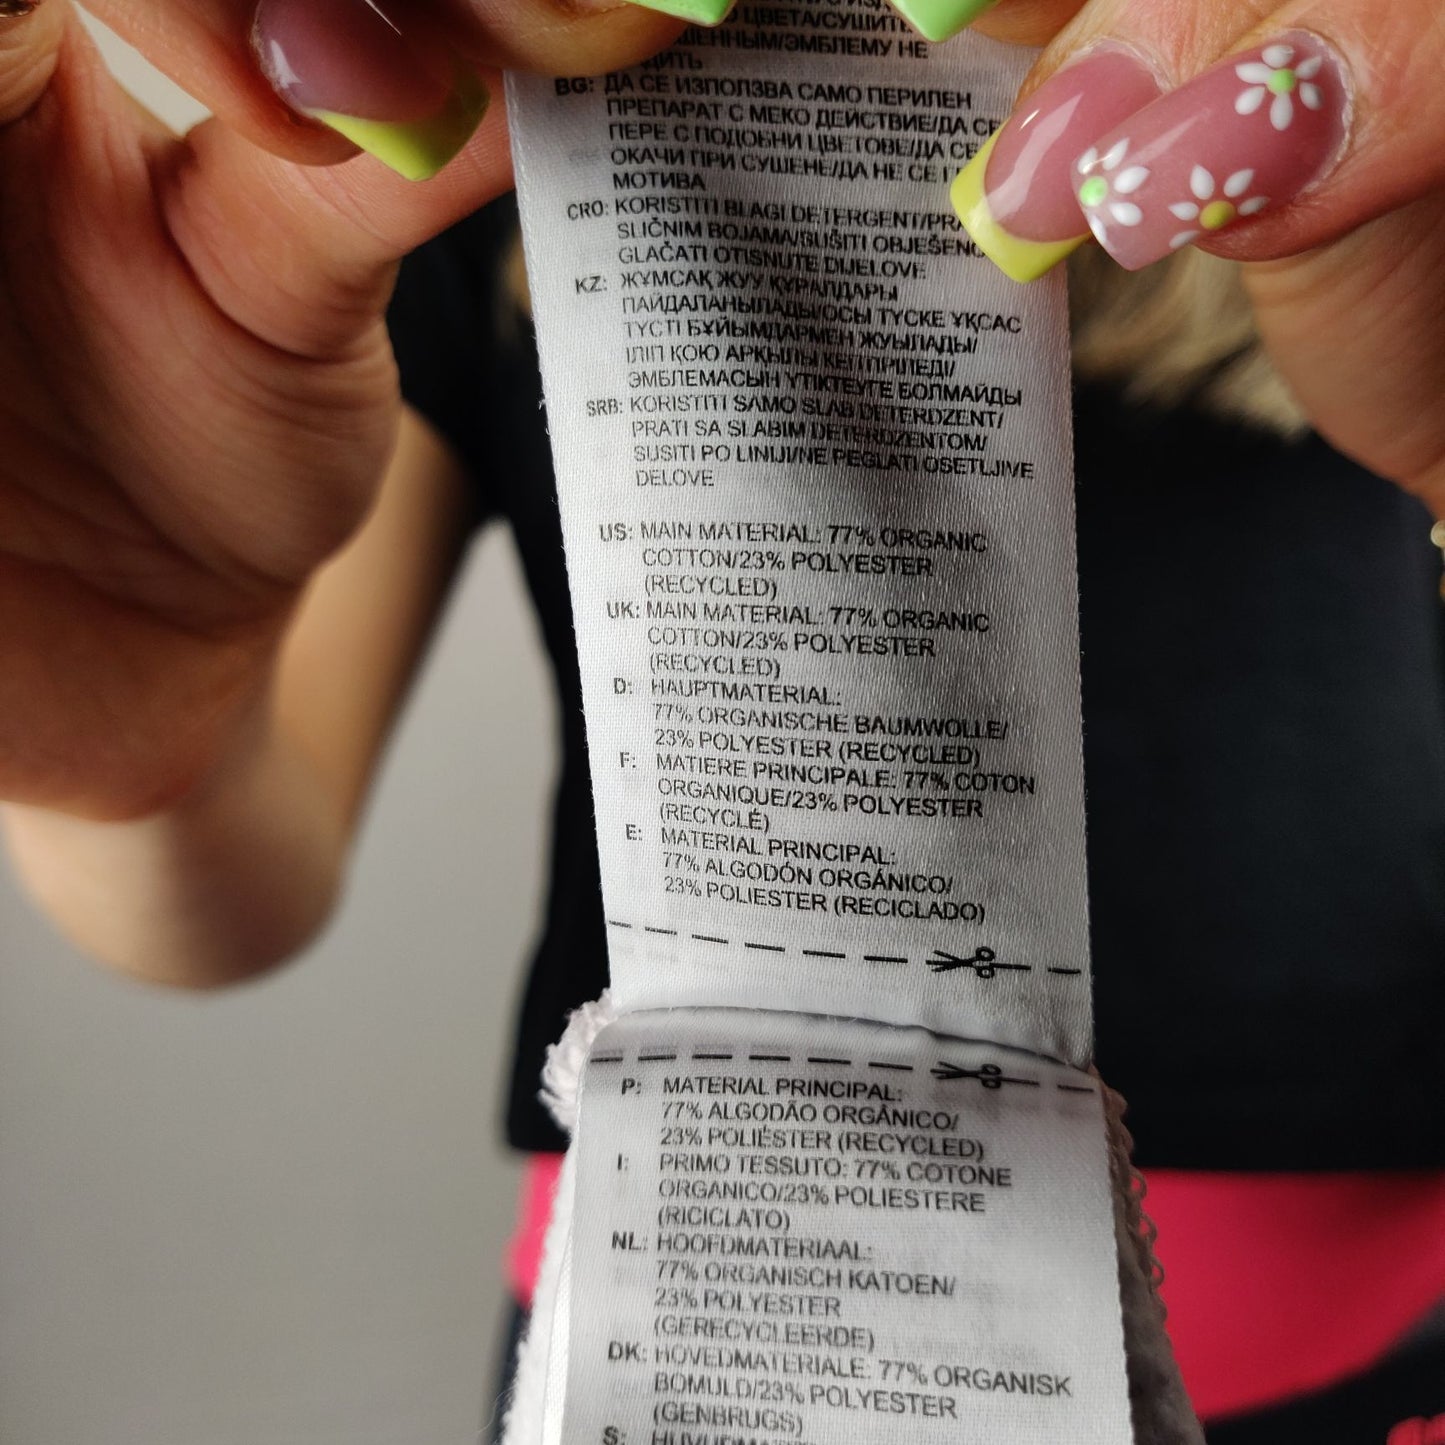 ЦВЕТА/СУШИТЕ
ЭМБЛЕМУ НЕ
BG: ДА СЕ ИЗПОЛЗВА САМО ПЕРИЛЕН
ПРЕПАРАТ С МЕКО ДЕЙСТВИЕ/ДА СЕ
ПЕРЕ С ПОДОБНИ ЦВЕТОВЕ/ДА СЕ
ОКАЧИ ПРИ СУШЕНЕ/ДА НЕ СЕ
МОТИВА
CRO: KORISTITI BLAGI DETERGENT/PRA
SLIČNIM BOJAMA/SUŠITI OBJEŠENO
GLAČATI OTISNUTE DIJELOVE
KZ: ЖҰМСАҚ ЖУУ ҚҰРАЛДАРЫ
ПАЙДАЛАНЫЛАДЫ/ОСЫ ТҮСКЕ ҰҚСАС
ТҮСТІ БҰЙЫМДАРМЕН ЖУЫЛАДЫ/
ІЛІП ҚОЮ АРҚЫЛЫ КЕПТІРІЛЕДІ/
ЭМБЛЕМАСЫН ҮТІКТЕУГЕ БОЛМАЙДЫ
SRB: KORISTITI SAMO SLAB DETERDZENT/
PRATI SA SLABIM DETERDZENTOM/
SUSITI PO LINIJI/NE PEGLATI OSETLJIVE
DELOVE
US: MAIN MATERIAL: 77% ORGANIC
COTTON/23% POLYESTER
(RECYCLED)
UK: MAIN MATERIAL: 77% ORGANIC
COTTON/23% POLYESTER
(RECYCLED)
D: HAUPTMATERIAL:
77% ORGANISCHE BAUMWOLLE/
23% POLYESTER (RECYCLED)
F: MATIERE PRINCIPALE: 77% COTON
ORGANIQUE/23% POLYESTER
(RECYCLÉ)
E: MATERIAL PRINCIPAL:
77% ALGODÓN ORGÁNICO/
23% POLIESTER (RECICLADO)
P: MATERIAL PRINCIPAL:
77% ALGODÃO ORGÂNICO/
23% POLIÉSTER (RECYCLED)
I: PRIMO TESSUTO: 77% COTONE
ORGANICO/23% POLIESTERE
(RICICLATO)
NL: HOOFDMATERIAAL:
77% ORGANISCH KATOEN/
23% POLYESTER
(GERECYCLEERDE)
DK: HOVEDMATERIALE: 77% ORGANISK
BOMULD/23% POLYESTER
(GENBRUGS)
S: